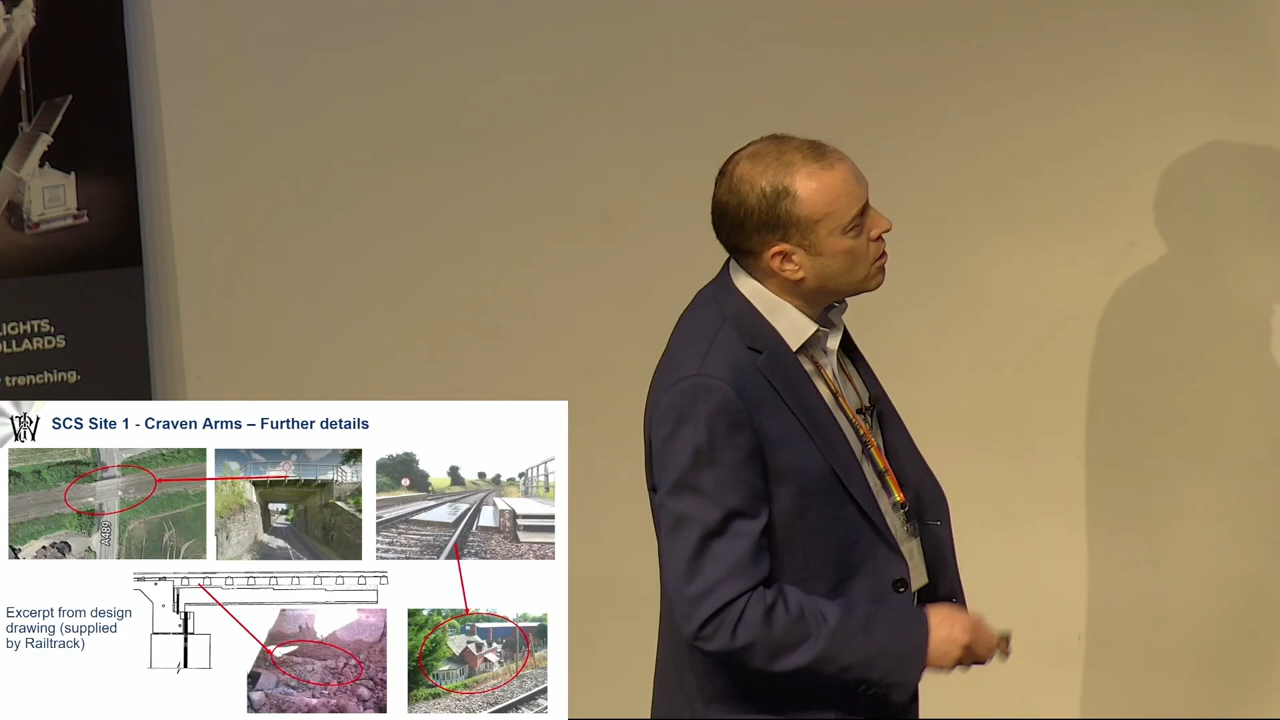 LIGHTS,
OLLARDS
trenching,
SCS Site 1 - Craven Arms – Further details
A489
Excerpt from design
drawing (supplied
by Railtrack)